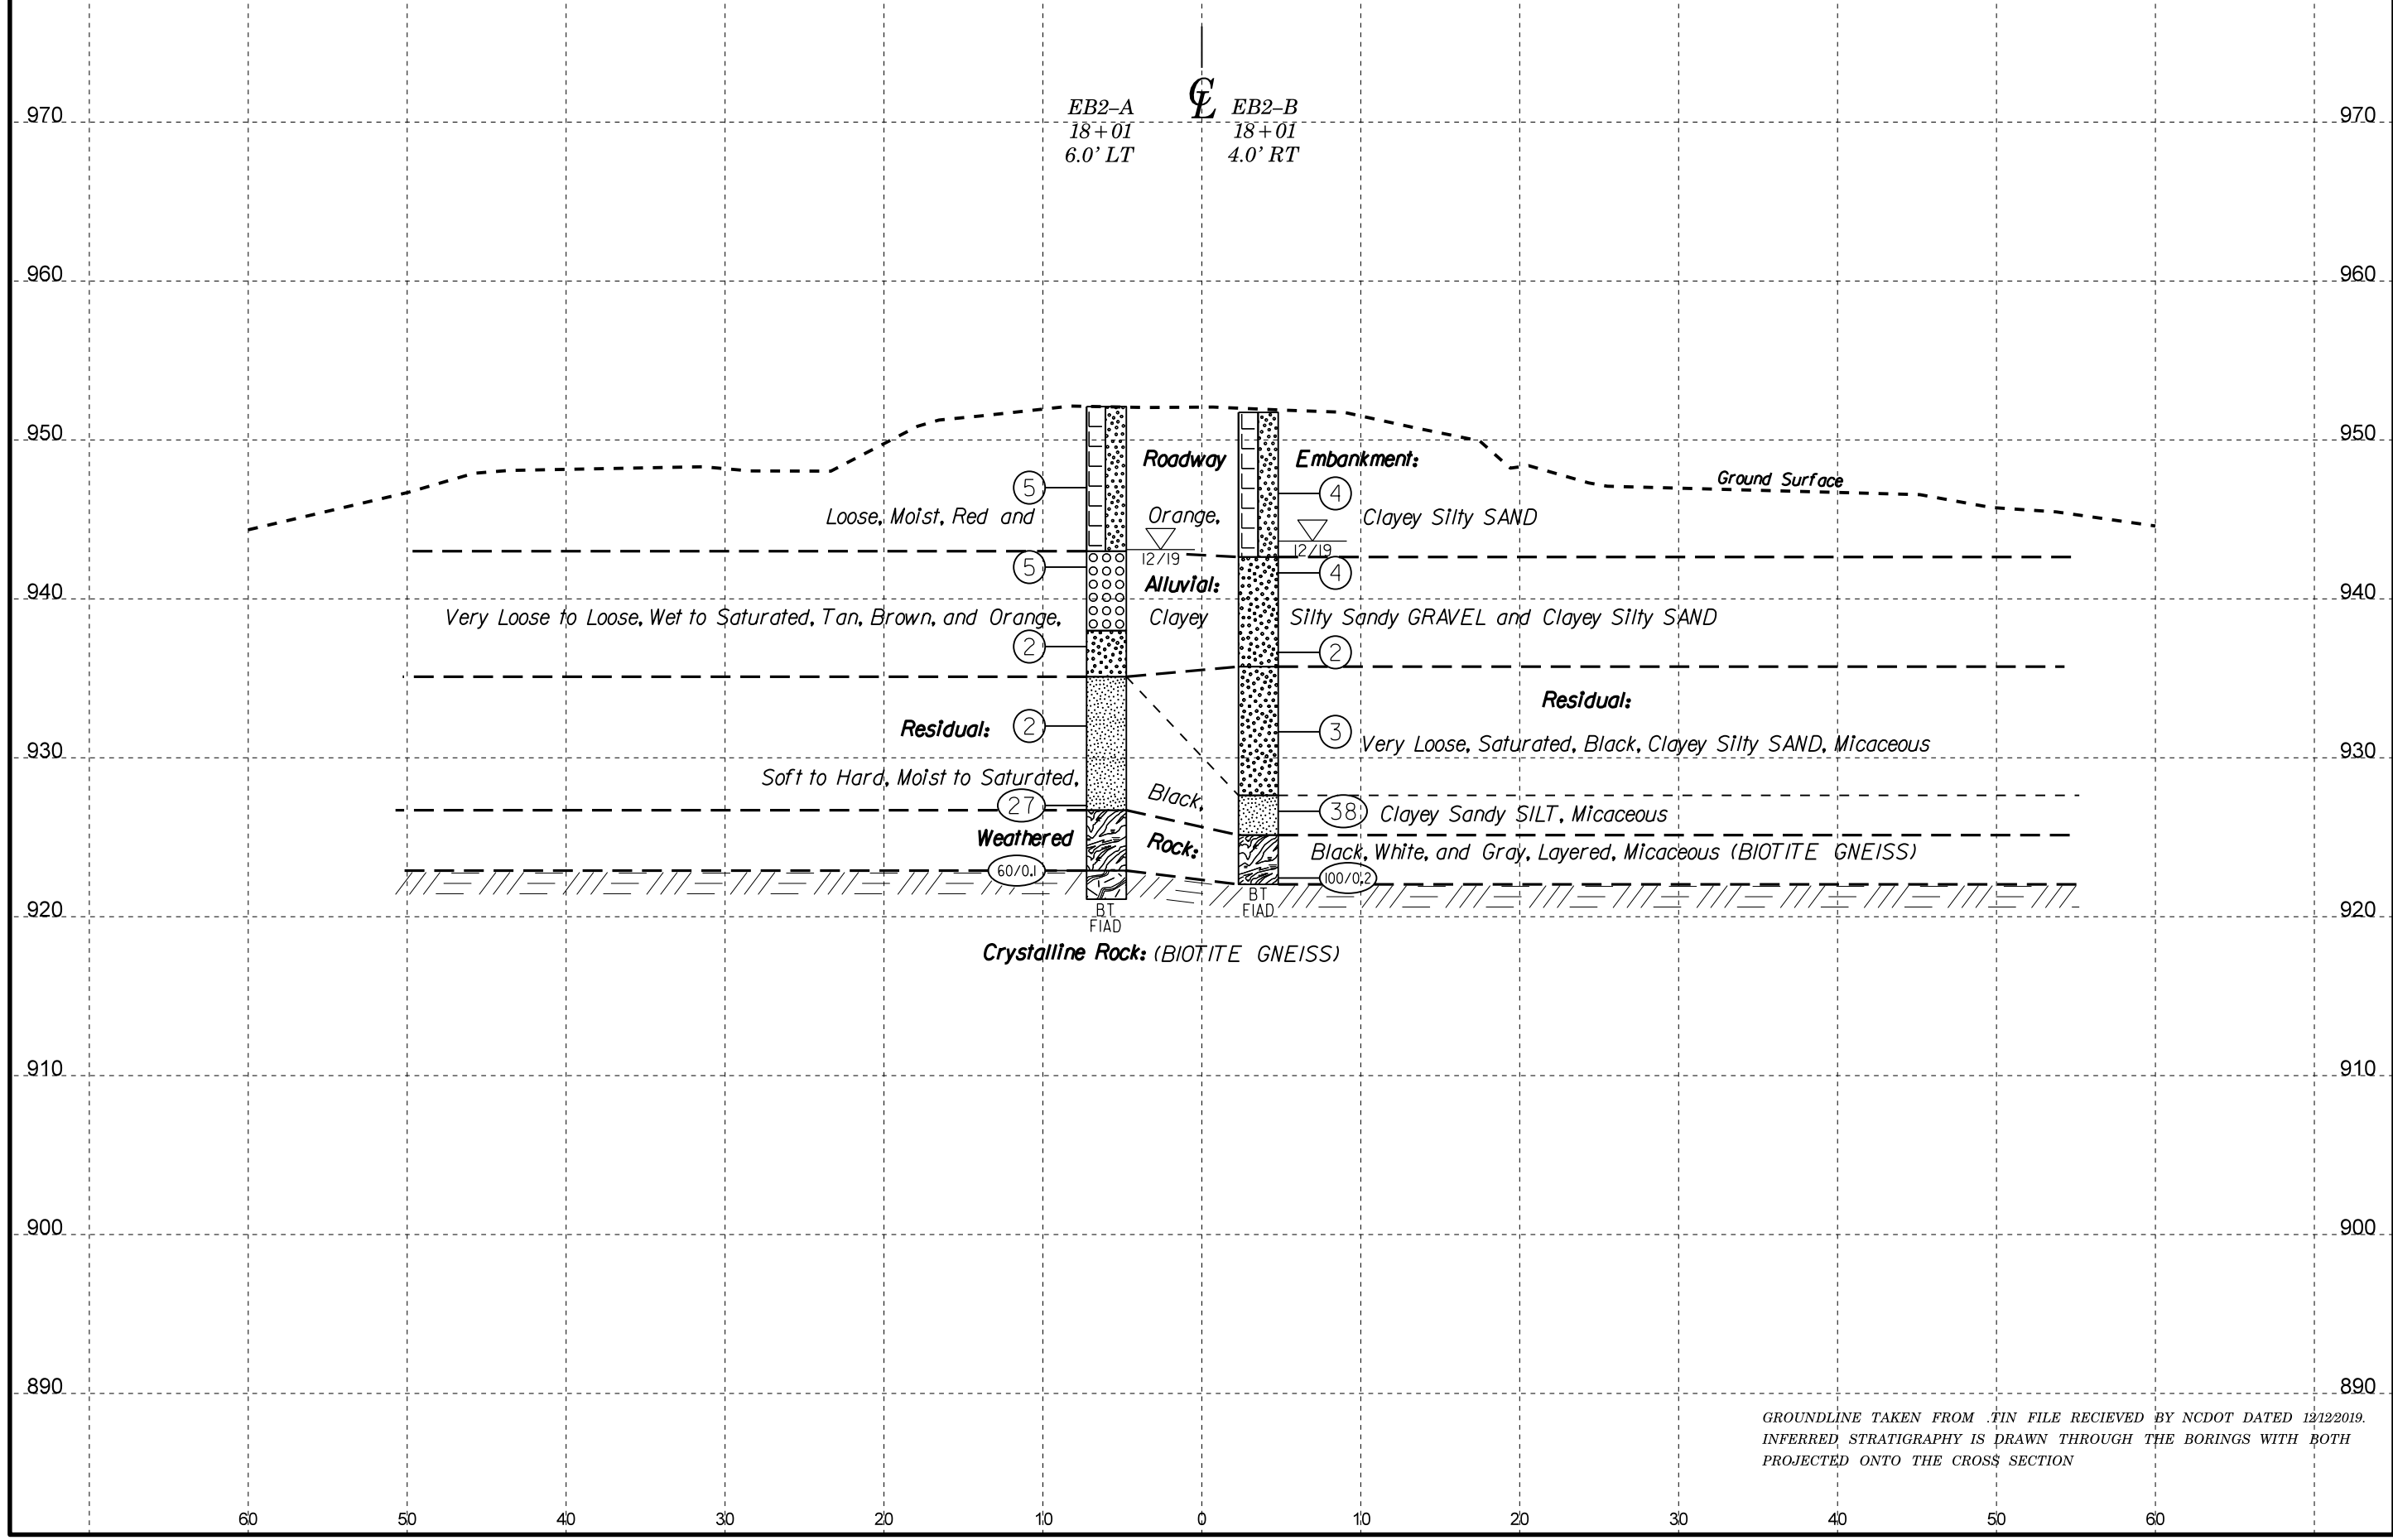 ℄
EB2–A EB2–B
18+01 18+01
6.0' LT 4.0' RT
970 970
960 960
950 950
Roadway Embankment:
Ground Surface
5 4
Loose, Moist, Red and Orange, Clayey Silty SAND
12/19 12/19
5 4
Alluvial:
940 940
Very Loose to Loose, Wet to Saturated, Tan, Brown, and Orange, Clayey Silty Sandy GRAVEL and Clayey Silty SAND
2 2
Residual:
Residual: 2 3
Very Loose, Saturated, Black, Clayey Silty SAND, Micaceous
930 930
Soft to Hard, Moist to Saturated, Black, Clayey Sandy SILT, Micaceous
27 38
Weathered Rock: Black, White, and Gray, Layered, Micaceous (BIOTITE GNEISS)
60/0.1 100/0.2
BT BT
FIAD FIAD
920 920
Crystalline Rock: (BIOTITE GNEISS)
910 910
900 900
890 890
GROUNDLINE TAKEN FROM .TIN FILE RECIEVED BY NCDOT DATED 12/12/2019.
INFERRED STRATIGRAPHY IS DRAWN THROUGH THE BORINGS WITH BOTH
PROJECTED ONTO THE CROSS SECTION
60 50 40 30 20 10 0 10 20 30 40 50 60